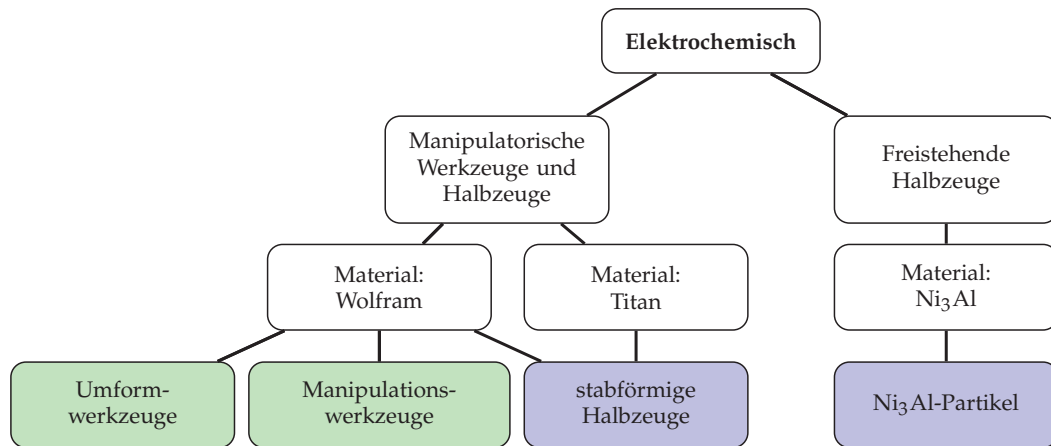 Elektrochemisch
Manipulatorische
Werkzeuge und
Halbzeuge
Freistehende
Halbzeuge
Material:
Wolfram
Material:
Titan
Material:
Ni₃Al
Umform-
werkzeuge
Manipulations-
werkzeuge
stabförmige
Halbzeuge
Ni₃Al-Partikel